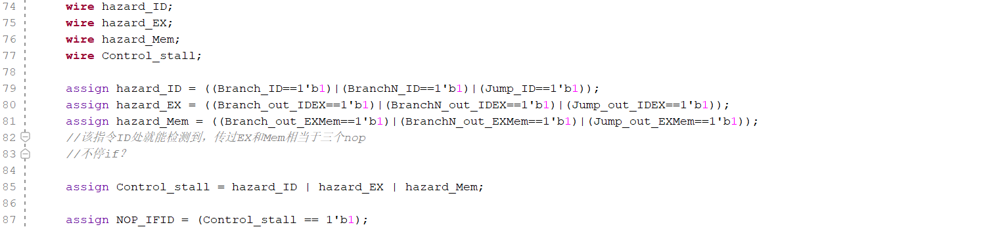 74 wire hazard_ID;
75 wire hazard_EX;
76 wire hazard_Mem;
77 wire Control_stall;
78
79 assign hazard_ID = ((Branch_ID==1'b1)|(BranchN_ID==1'b1)|(Jump_ID==1'b1));
80 assign hazard_EX = ((Branch_out_IDEX==1'b1)|(BranchN_out_IDEX==1'b1)|(Jump_out_IDEX==1'b1));
81 assign hazard_Mem = ((Branch_out_EXMem==1'b1)|(BranchN_out_EXMem==1'b1)|(Jump_out_EXMem==1'b1));
82 //该指令ID处就能检测到，传过EX和Mem相当于三个nop
83 //不停if？
84
85 assign Control_stall = hazard_ID | hazard_EX | hazard_Mem;
86
87 assign NOP_IFID = (Control_stall == 1'b1);